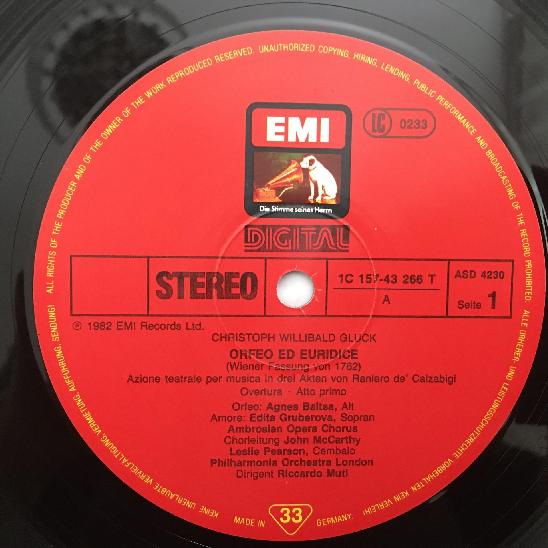 ALL RIGHTS OF THE PRODUCER AND OF THE OWNER OF THE WORK REPRODUCED RESERVED. UNAUTHORIZED COPYING, HIRING, LENDING, PUBLIC PERFORMANCE AND BROADCASTING OF THE RECORD PROHIBITED.
EMI
LC 0233
Die Stimme seines Herrn
DIGITAL
STEREO
1C 157-43 266 T
A
ASD 4230
Seite 1
℗ 1982 EMI Records Ltd.
CHRISTOPH WILLIBALD GLUCK
ORFEO ED EURIDICE
(Wiener Fassung von 1762)
Azione teatrale per musica in drei Akten von Raniero de' Calzabigi
Overtura - Atto primo
Orfeo: Agnes Baltsa, Alt
Amore: Edita Gruberova, Sopran
Ambrosian Opera Chorus
Chorleitung John McCarthy
Leslie Pearson, Cembalo
Philharmonia Orchestra London
Dirigent Riccardo Muti
ALLE URHEBER- UND LEISTUNGSSCHUTZRECHTE VORBEHALTEN KEIN VERLEIH! KEINE UNERLAUBTE VERVIELFÄLTIGUNG, VERMIETUNG, AUFFÜHRUNG, SENDUNG!
MADE IN 33 GERMANY